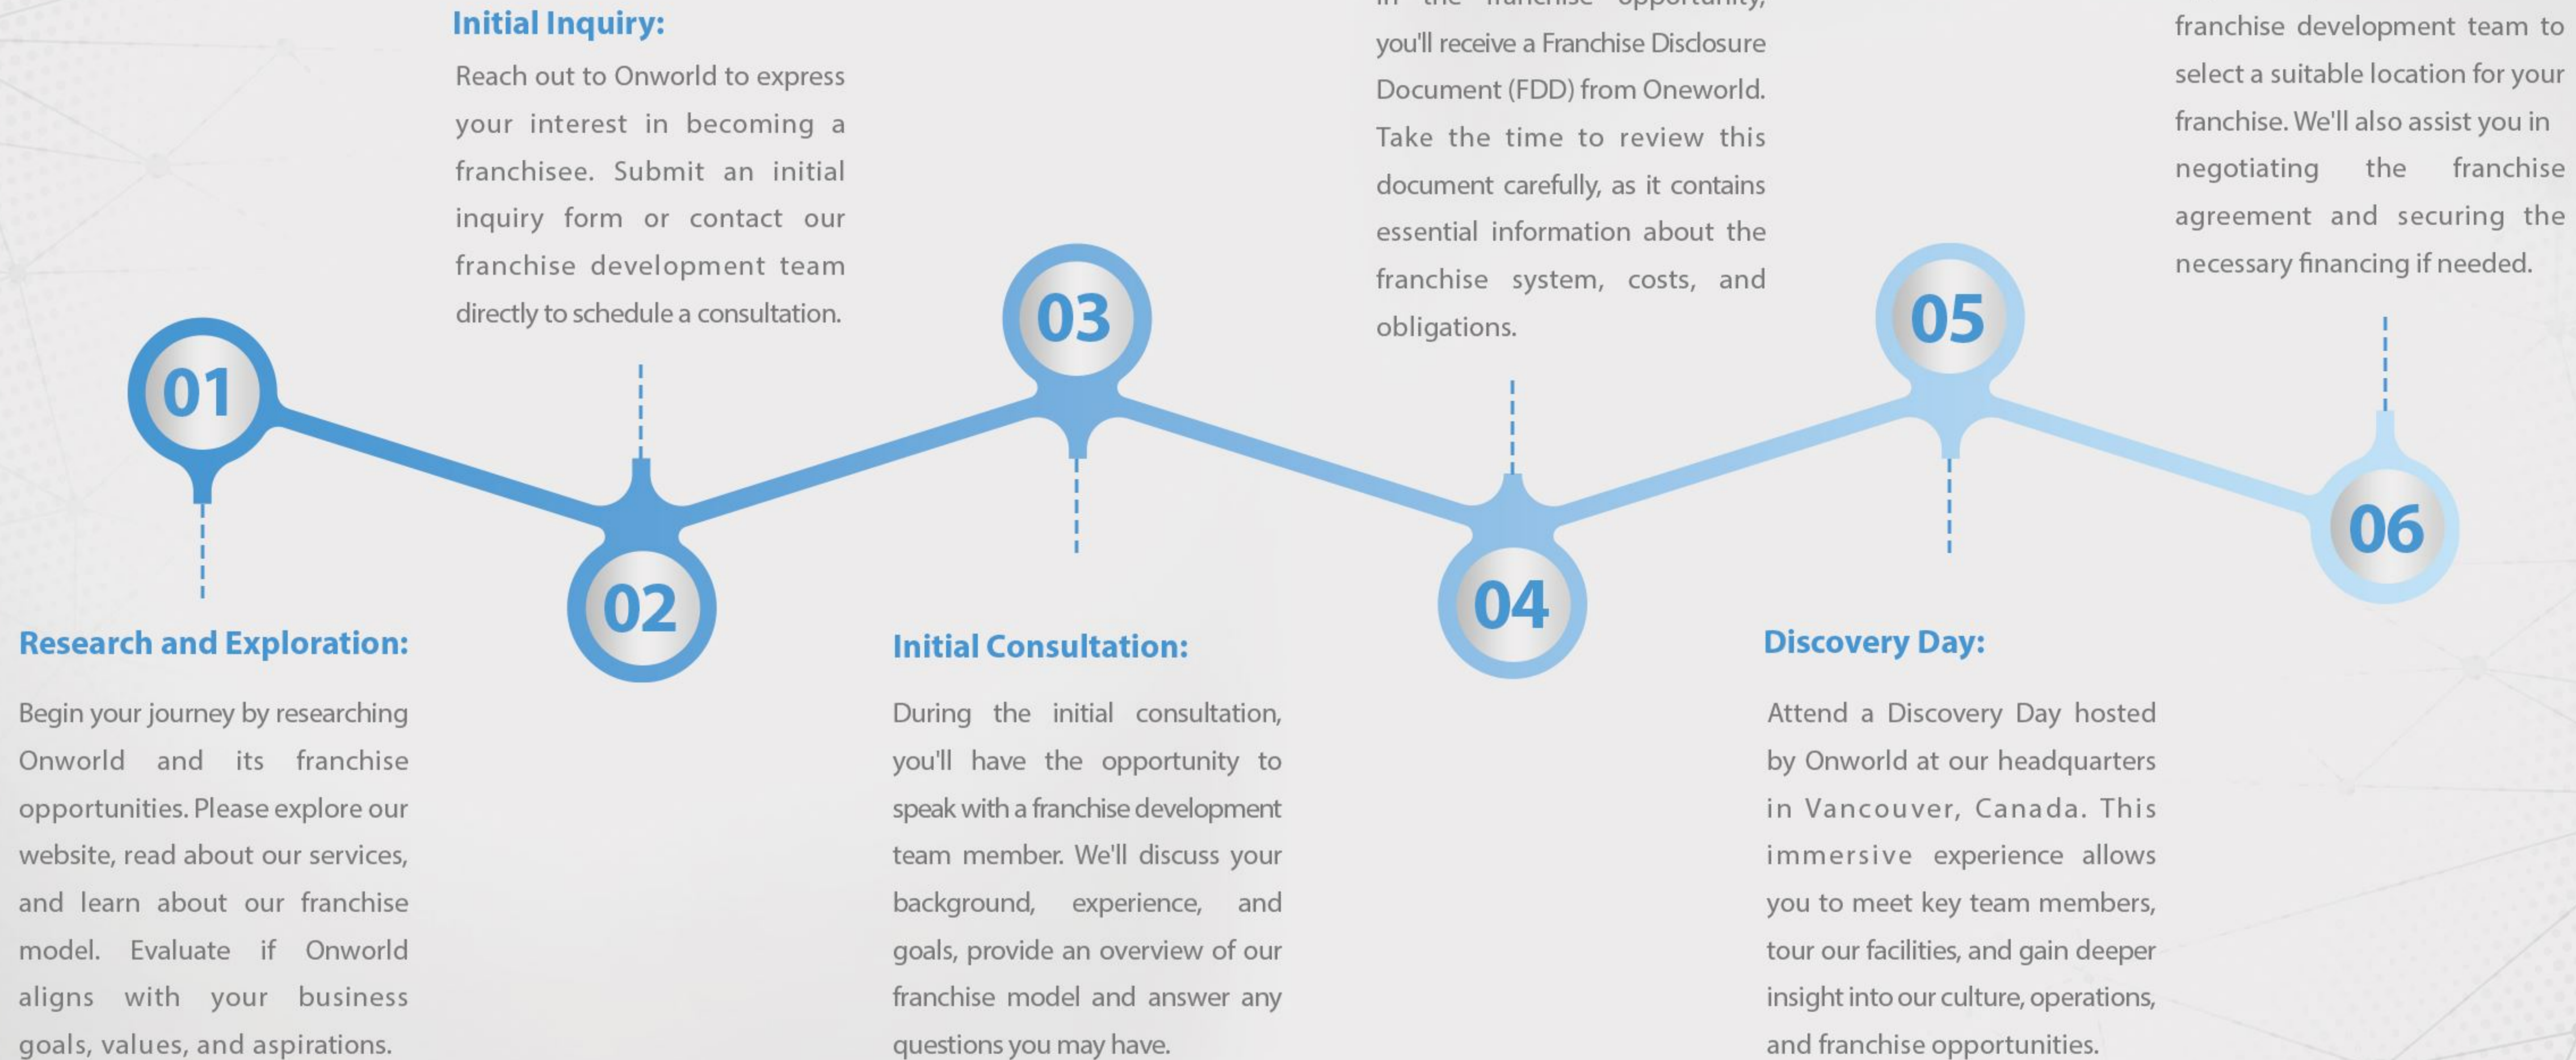 01
Research and Exploration:
Begin your journey by researching
Onworld and its franchise
opportunities. Please explore our
website, read about our services,
and learn about our franchise
model. Evaluate if Onworld
aligns with your business
goals, values, and aspirations.
Initial Inquiry:
Reach out to Onworld to express
your interest in becoming a
franchisee. Submit an initial
inquiry form or contact our
franchise development team
directly to schedule a consultation.
02
03
Initial Consultation:
During the initial consultation,
you'll have the opportunity to
speak with a franchise development
team member. We'll discuss your
background, experience, and
goals, provide an overview of our
franchise model and answer any
questions you may have.
in the franchise opportunity,
you'll receive a Franchise Disclosure
Document (FDD) from Oneworld.
Take the time to review this
document carefully, as it contains
essential information about the
franchise system, costs, and
obligations.
04
05
Discovery Day:
Attend a Discovery Day hosted
by Onworld at our headquarters
in Vancouver, Canada. This
immersive experience allows
you to meet key team members,
tour our facilities, and gain deeper
insight into our culture, operations,
and franchise opportunities.
franchise development team to
select a suitable location for your
franchise. We'll also assist you in
negotiating the franchise
agreement and securing the
necessary financing if needed.
06